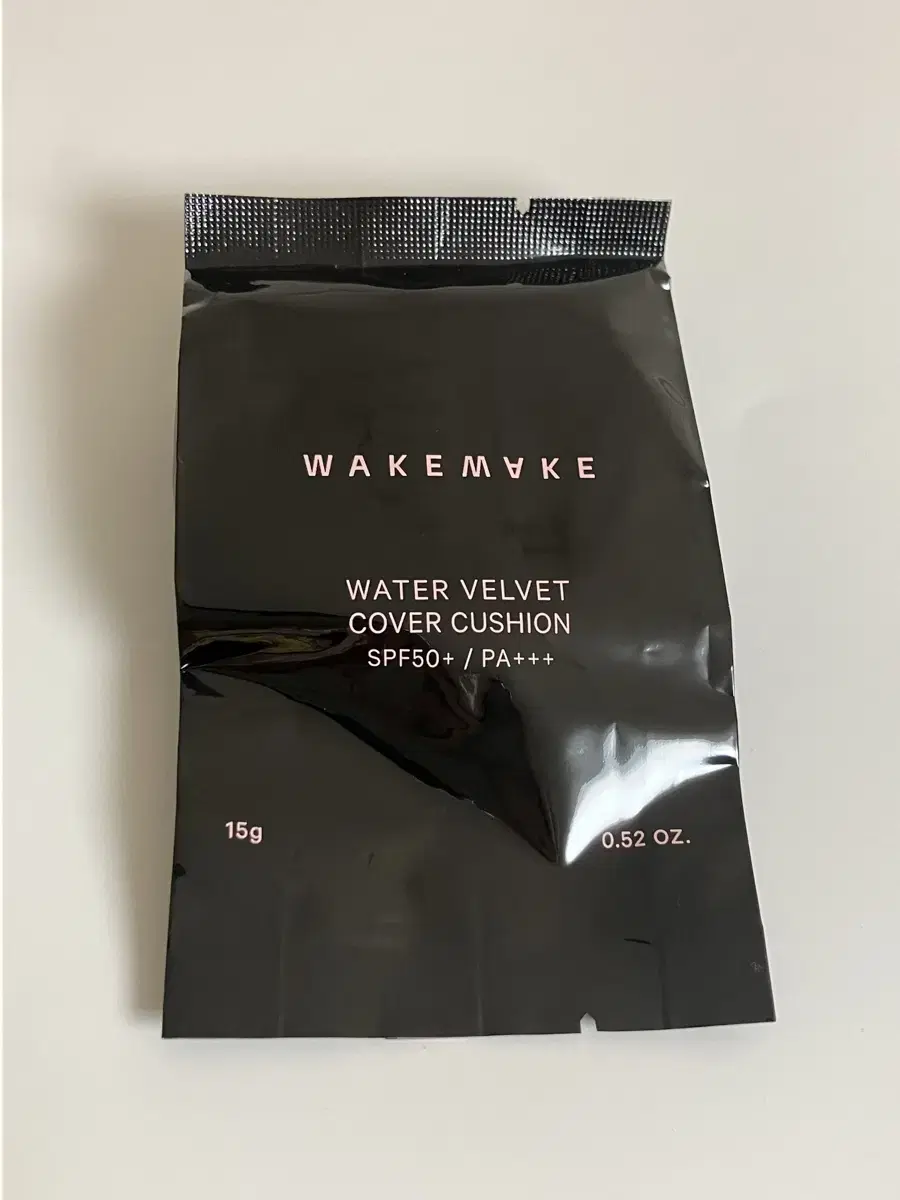 WAKEMAKE
WATER VELVET
COVER CUSHION
SPF50+ / PA+++
15g
0.52 OZ.